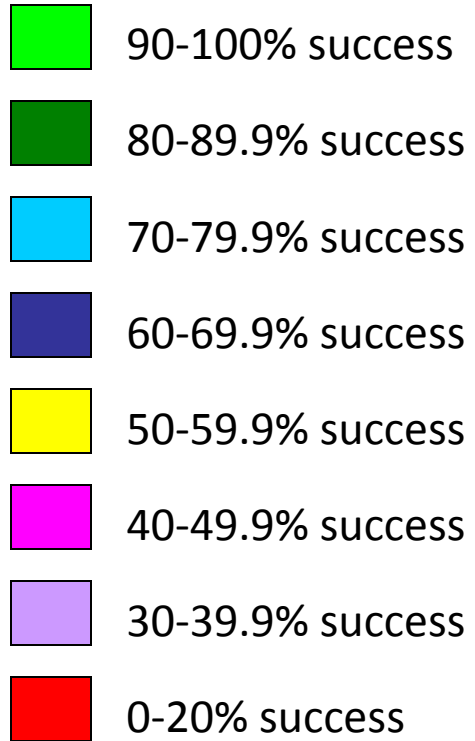 90-100% success
80-89.9% success
70-79.9% success
60-69.9% success
50-59.9% success
40-49.9% success
30-39.9% success
0-20% success